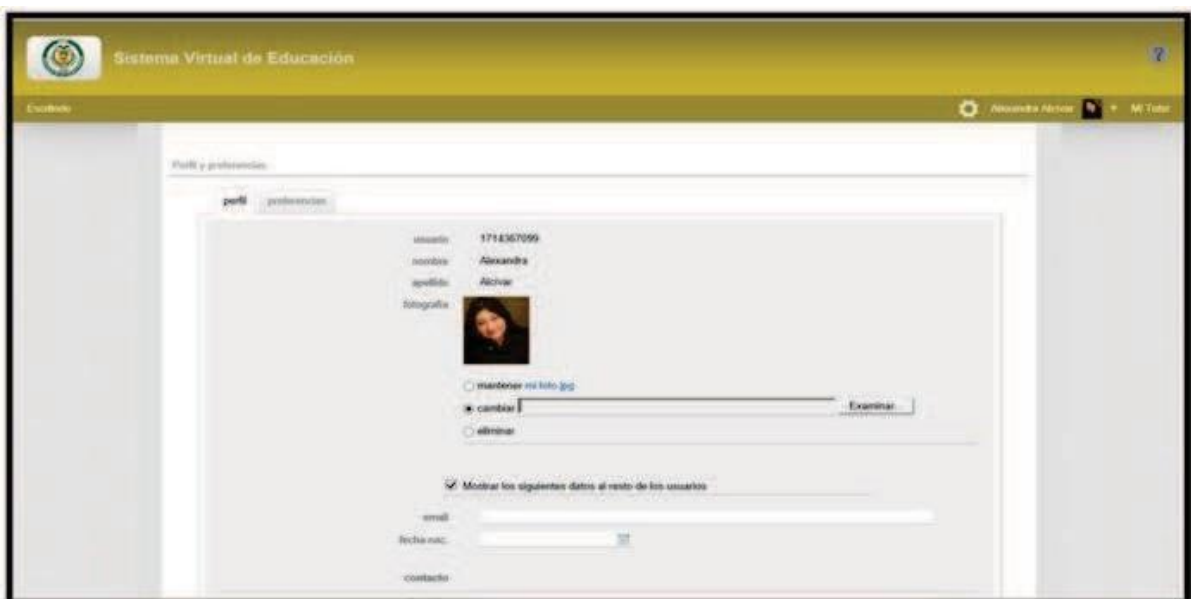 Sistema Virtual de Educación
?
Escritorio Alexandra Alcivar Mi Tutor
Perfil y preferencias
perfil preferencias
usuario 1714367099
nombre Alexandra
apellido Alcivar
fotografía
mantener mi foto.jpg
cambiar Examinar...
eliminar
Mostrar los siguientes datos al resto de los usuarios
email
fecha nac.
contacto